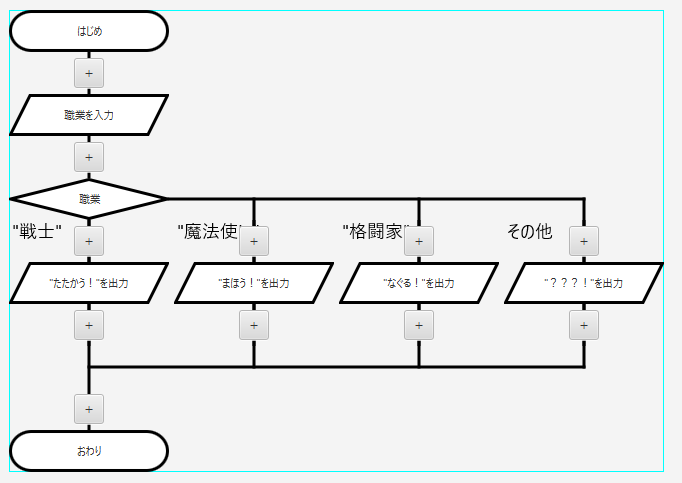 はじめ
+
職業を入力
+
職業
"戦士"
+
"魔法使い"
+
"格闘家"
+
その他
+
"たたかう！"を出力
"まほう！"を出力
"なぐる！"を出力
"？？？！"を出力
+
+
+
+
+
おわり